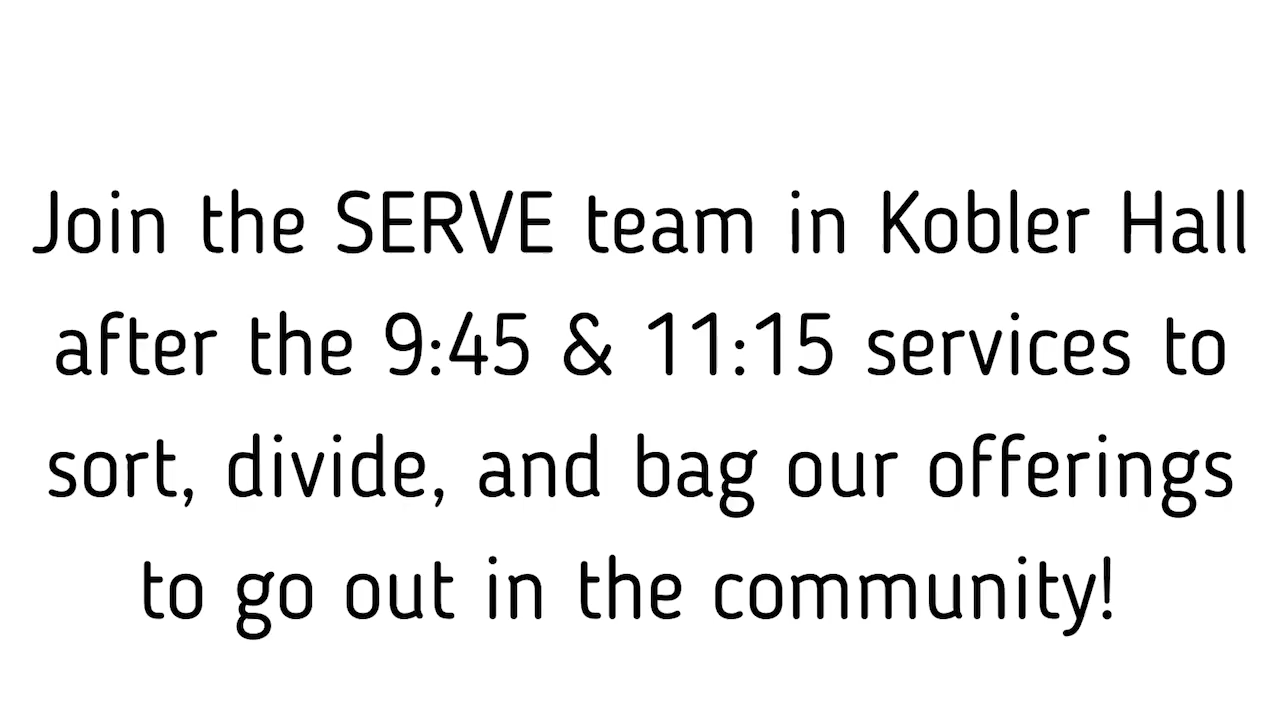 Join the SERVE team in Kobler Hall
after the 9:45 & 11:15 services to
sort, divide, and bag our offerings
to go out in the community!